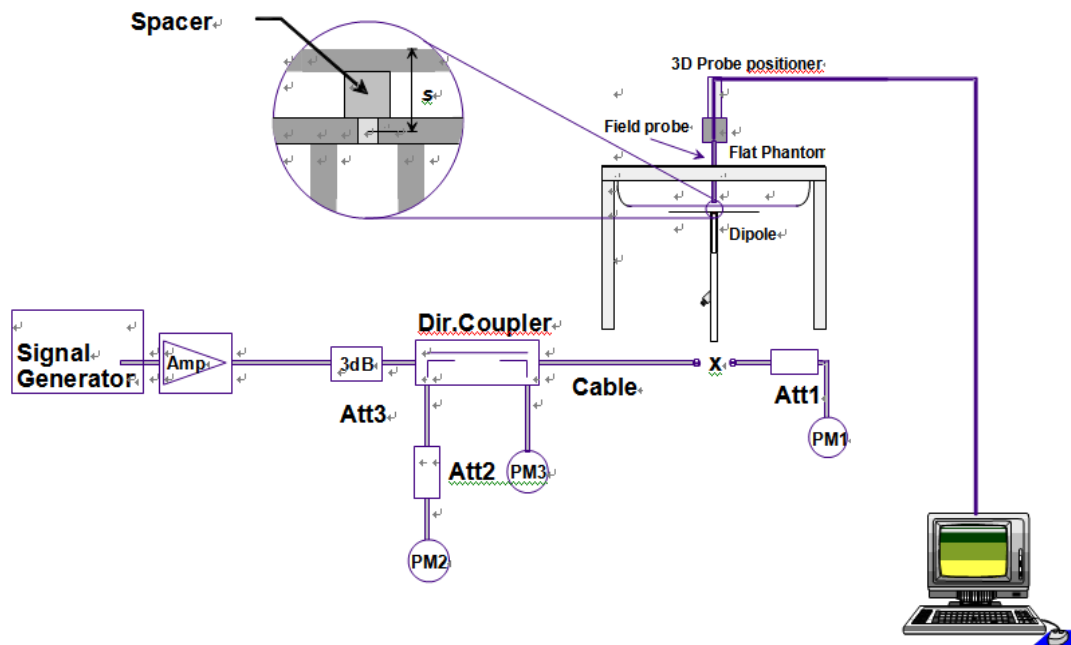 Spacer
s
3D Probe positioner
Field probe
Flat Phantom
Dipole
Signal
Generator
Amp
3dB
Dir.Coupler
Att3
Cable
x
Att1
PM1
Att2
PM3
PM2